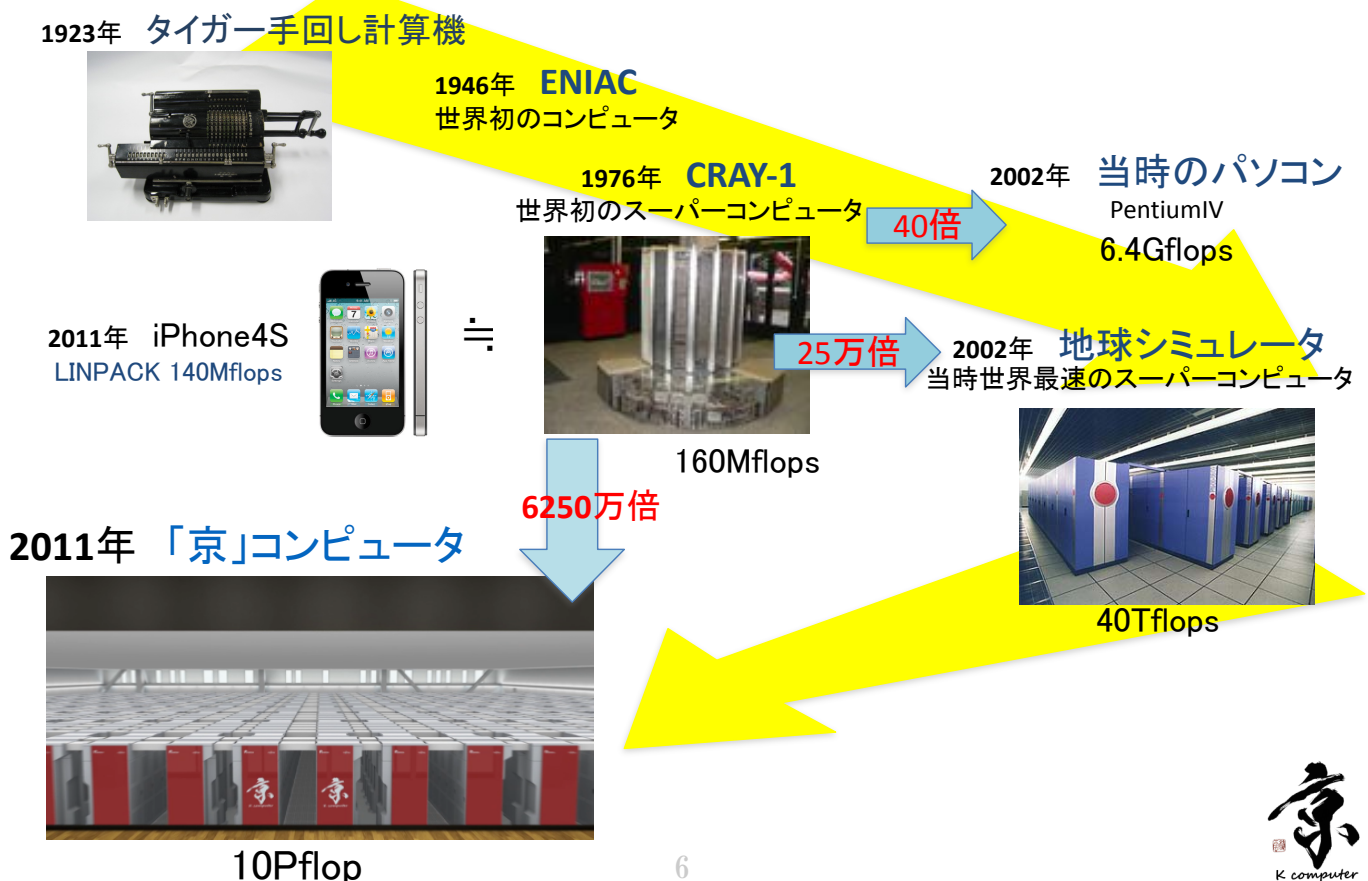 1923年 タイガー手回し計算機
1946年 ENIAC
世界初のコンピュータ
1976年 CRAY-1
世界初のスーパーコンピュータ
40倍
2002年 当時のパソコン
PentiumIV
6.4Gflops
2011年 iPhone4S
LINPACK 140Mflops
≒
25万倍
2002年 地球シミュレータ
当時世界最速のスーパーコンピュータ
160Mflops
6250万倍
40Tflops
2011年 「京」コンピュータ
京
K computer
京
K computer
10Pflop
6
京
K computer